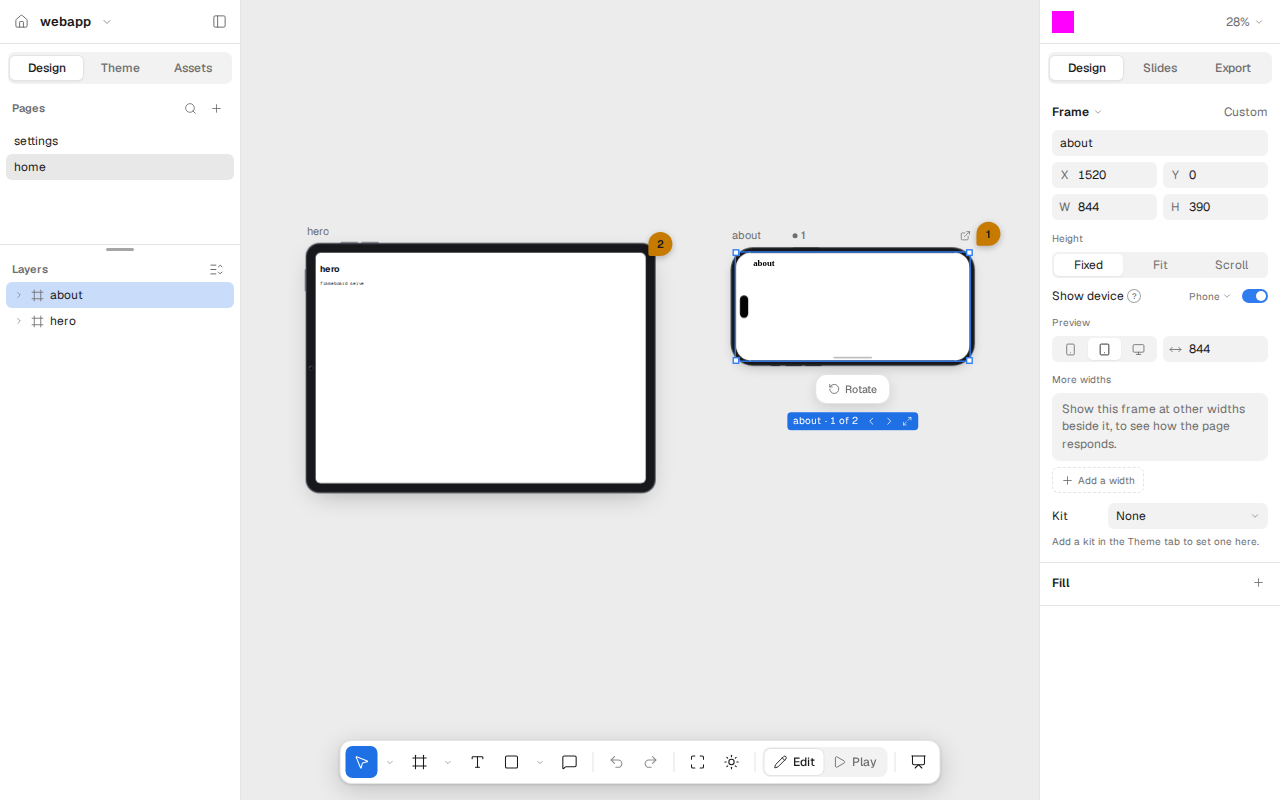 webapp
Design
Theme
Assets
Pages
settings
home
Layers
about
hero
hero
2
hero
about
1
1
about
Rotate
about · 1 of 2
Edit
Play
28%
Design
Slides
Export
Frame
Custom
about
X 1520
Y 0
W 844
H 390
Height
Fixed
Fit
Scroll
Show device ?
Phone
Preview
844
More widths
Show this frame at other widths
beside it, to see how the page
responds.
Add a width
Kit
None
Add a kit in the Theme tab to set one here.
Fill